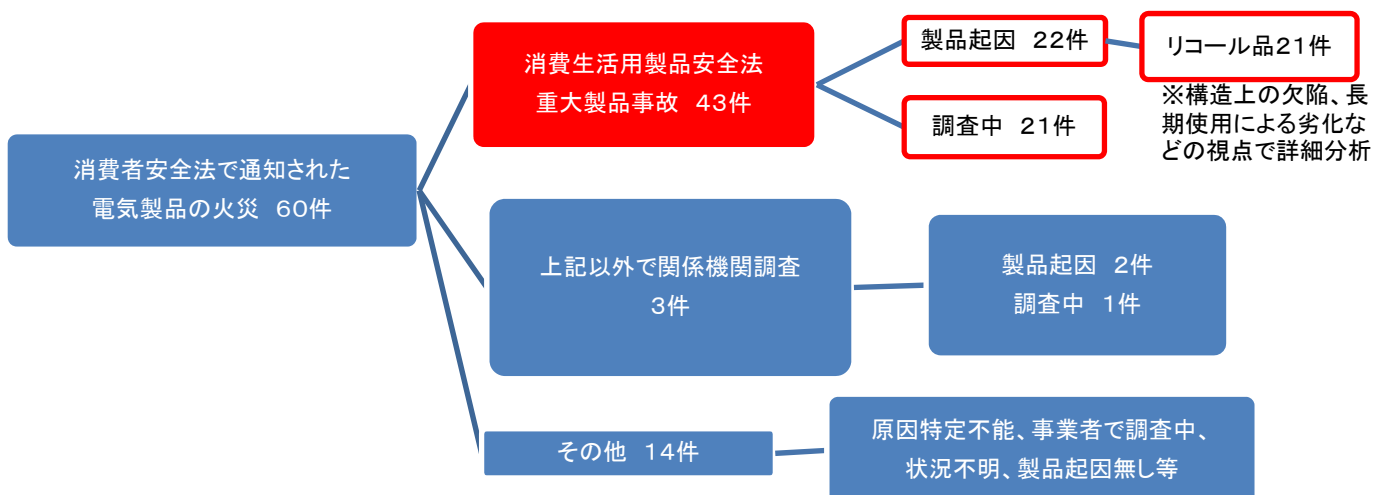 消費者安全法で通知された
電気製品の火災 60件
消費生活用製品安全法
重大製品事故 43件
製品起因 22件
リコール品21件
※構造上の欠陥、長
期使用による劣化な
どの視点で詳細分析
調査中 21件
上記以外で関係機関調査
3件
製品起因 2件
調査中 1件
その他 14件
原因特定不能、事業者で調査中、
状況不明、製品起因無し等